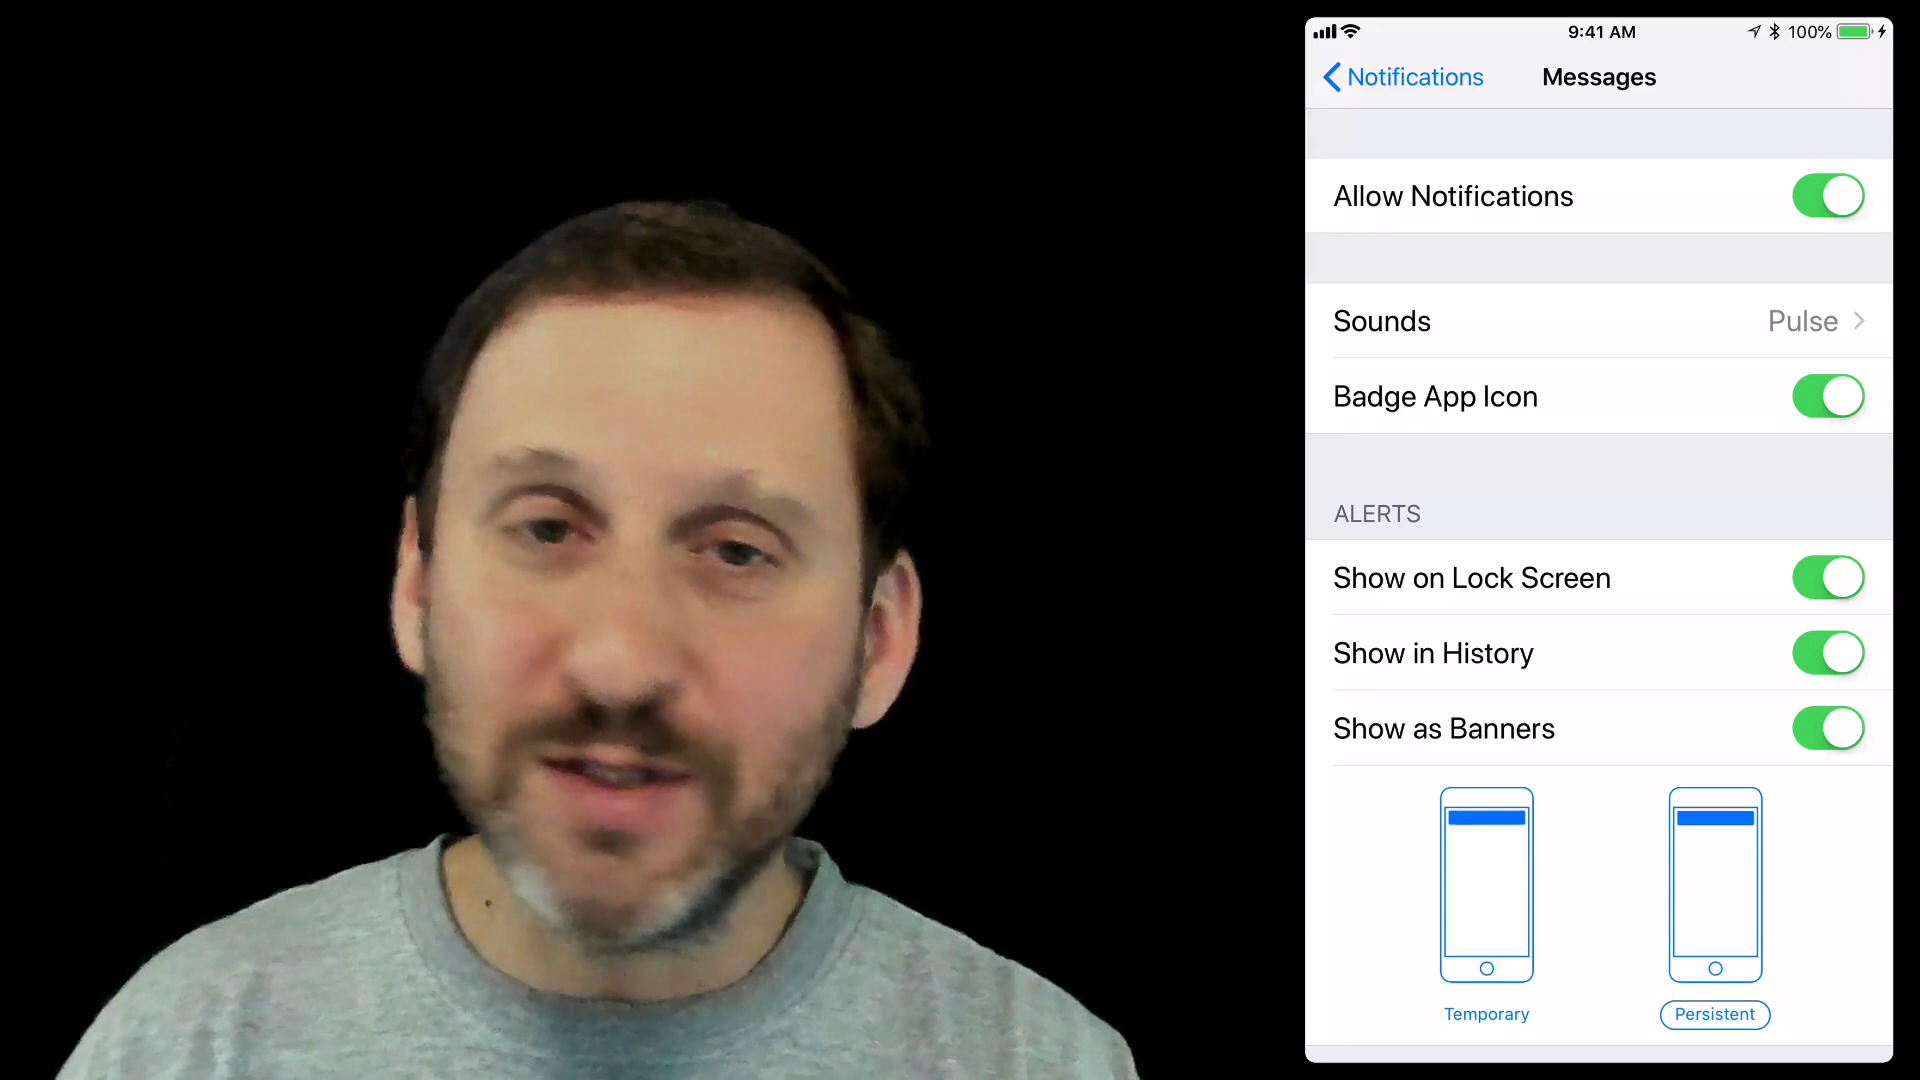 9:41 AM 100%
Notifications Messages
Allow Notifications
Sounds Pulse
Badge App Icon
ALERTS
Show on Lock Screen
Show in History
Show as Banners
Temporary Persistent